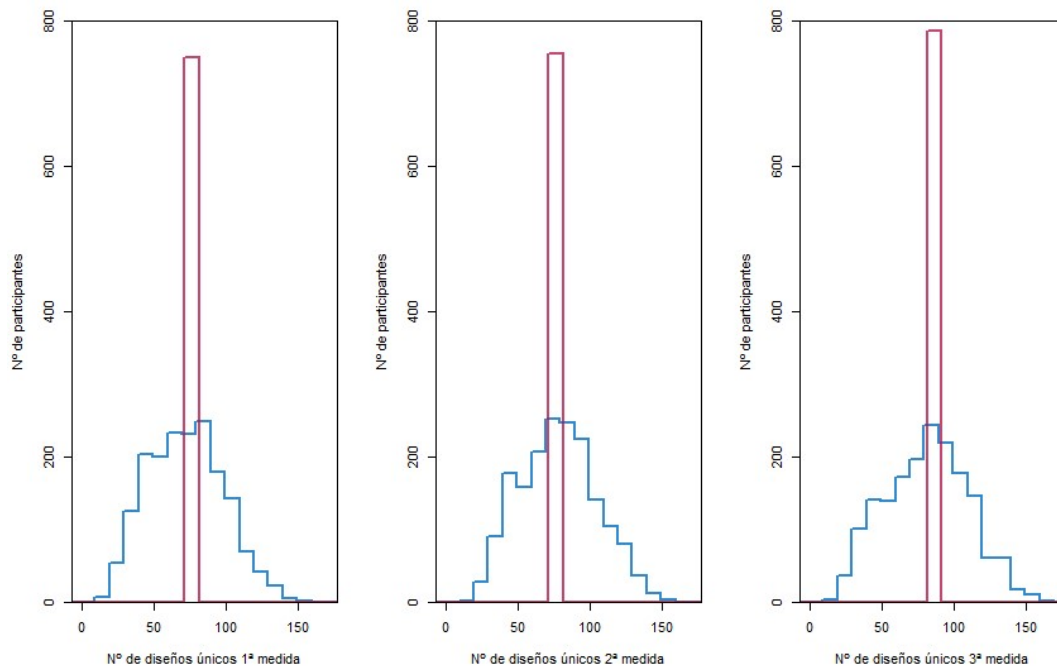 800
600
400
200
0
Nº de participantes
0 50 100 150
Nº de diseños únicos 1ª medida
800
600
400
200
0
Nº de participantes
0 50 100 150
Nº de diseños únicos 2ª medida
800
600
400
200
0
Nº de participantes
0 50 100 150
Nº de diseños únicos 3ª medida